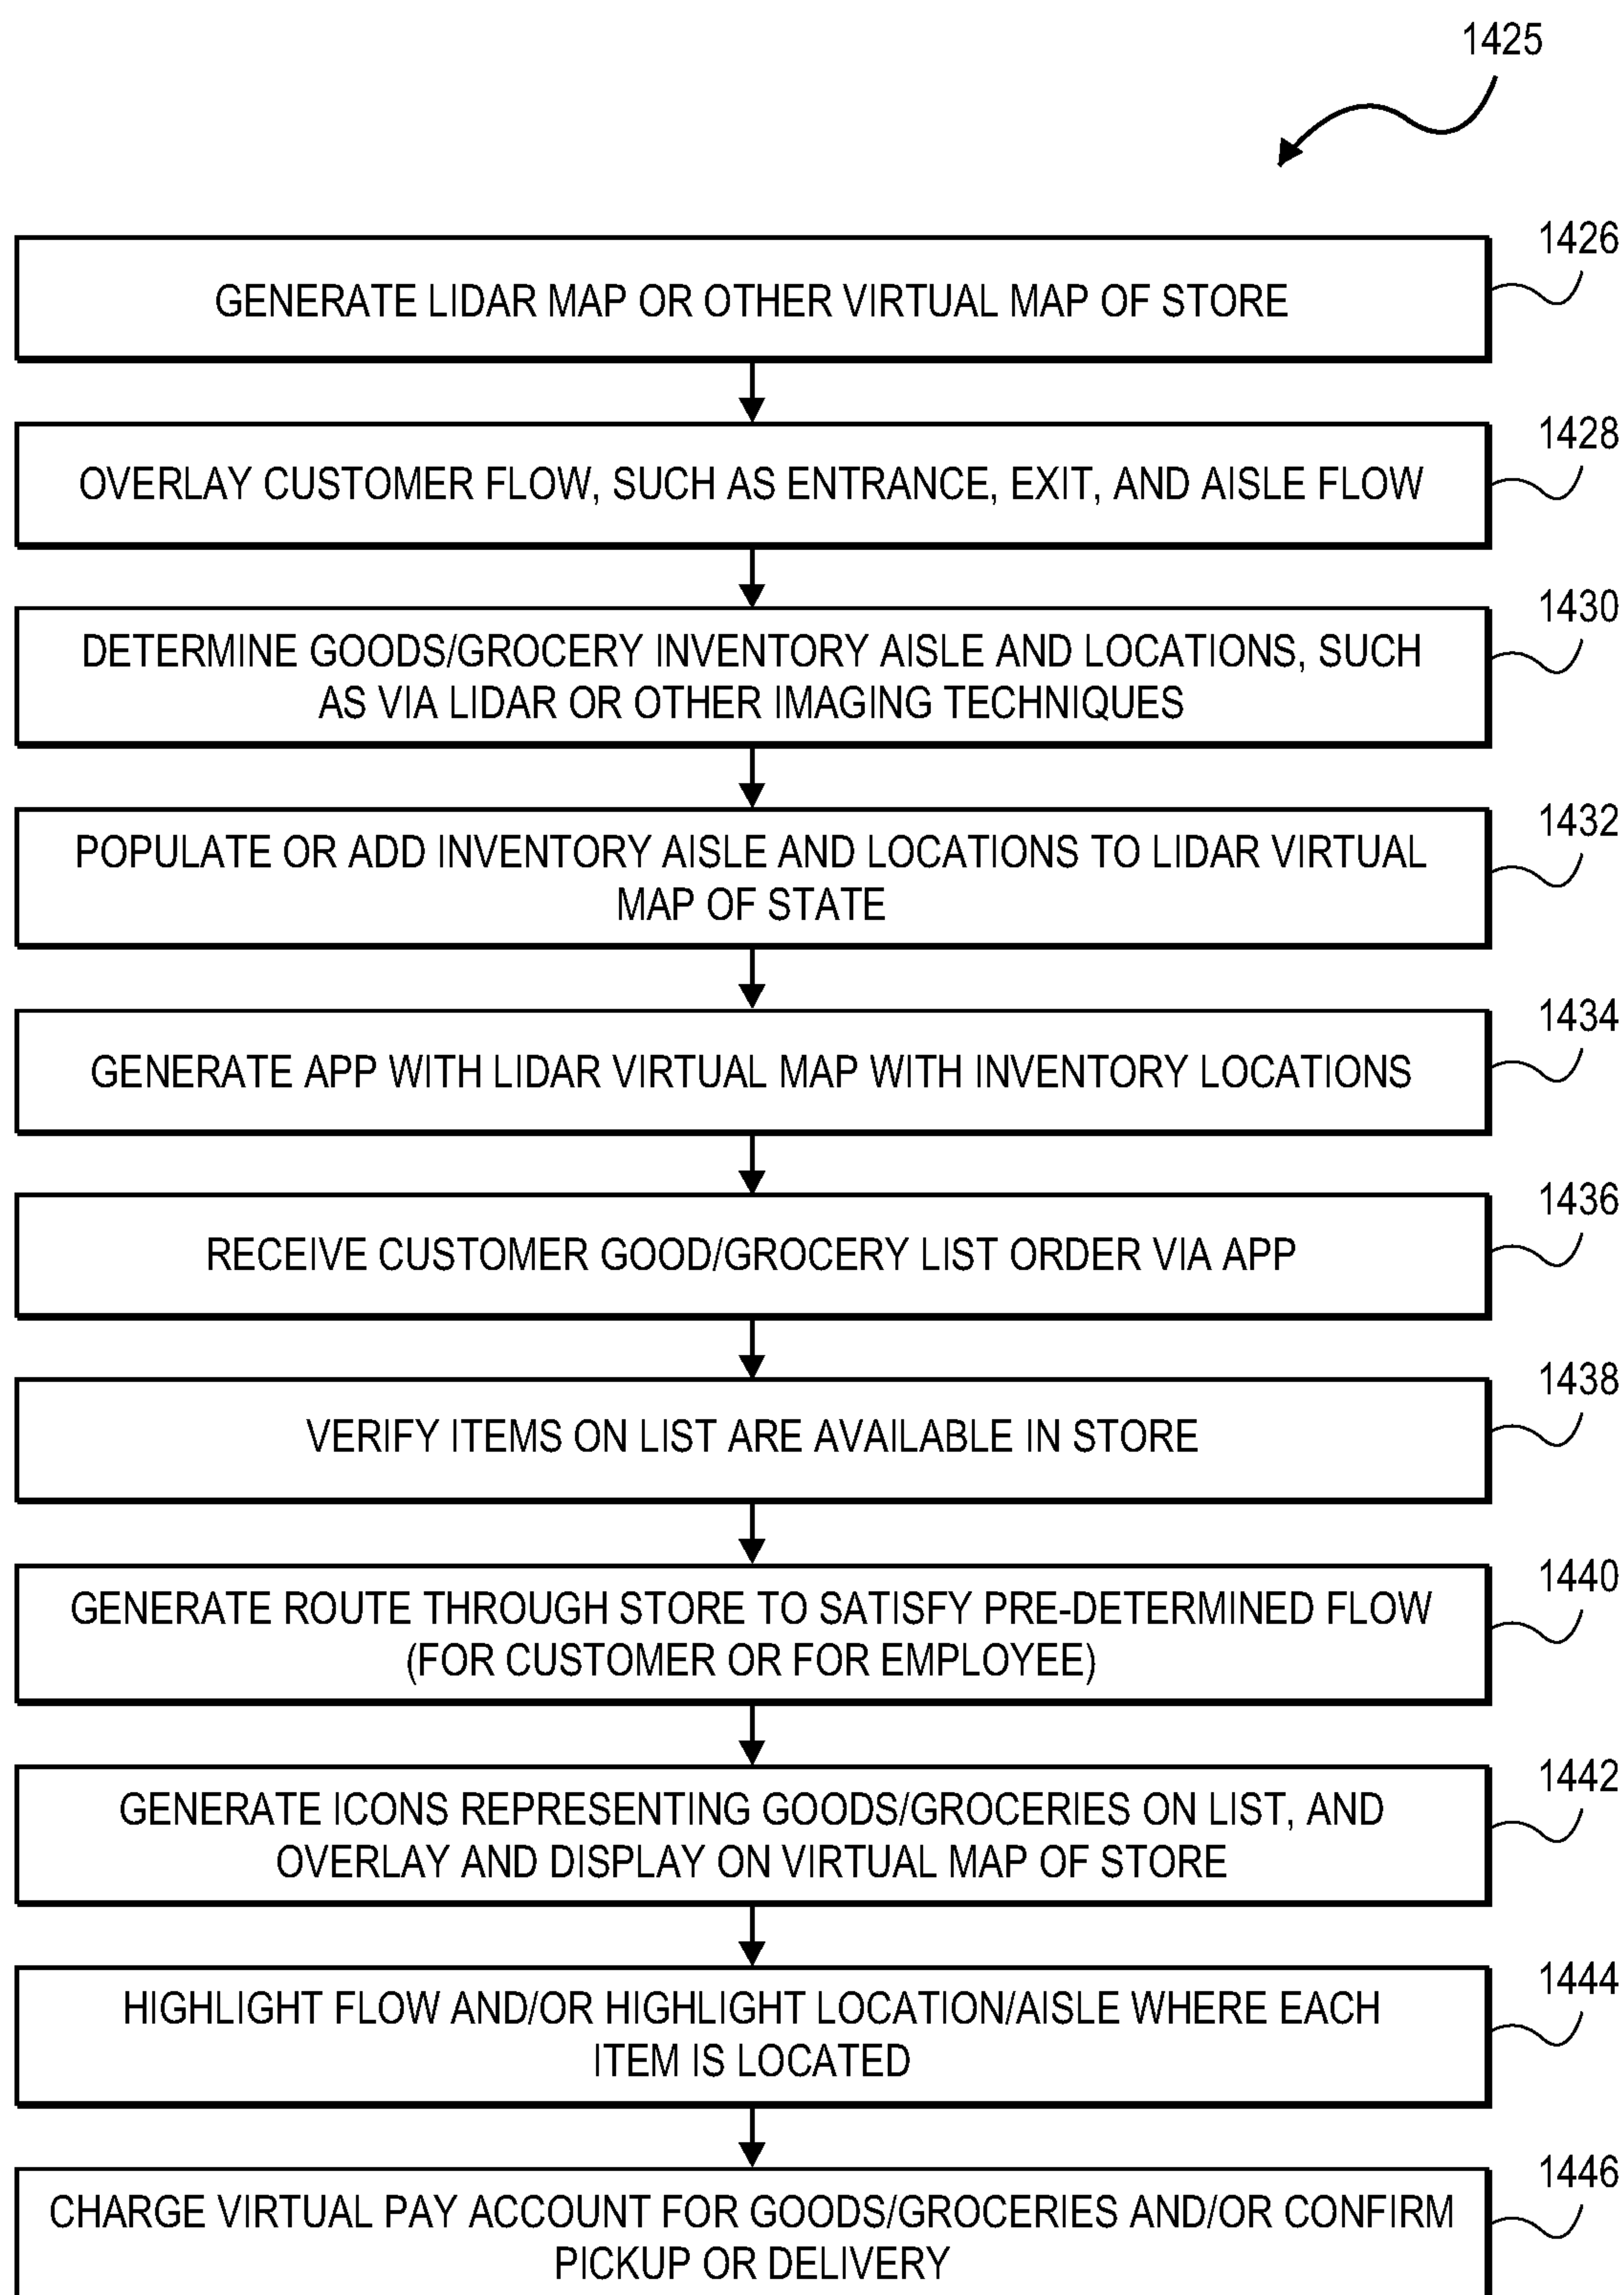 1425
1426
GENERATE LIDAR MAP OR OTHER VIRTUAL MAP OF STORE
1428
OVERLAY CUSTOMER FLOW, SUCH AS ENTRANCE, EXIT, AND AISLE FLOW
1430
DETERMINE GOODS/GROCERY INVENTORY AISLE AND LOCATIONS, SUCH
AS VIA LIDAR OR OTHER IMAGING TECHNIQUES
1432
POPULATE OR ADD INVENTORY AISLE AND LOCATIONS TO LIDAR VIRTUAL
MAP OF STATE
1434
GENERATE APP WITH LIDAR VIRTUAL MAP WITH INVENTORY LOCATIONS
1436
RECEIVE CUSTOMER GOOD/GROCERY LIST ORDER VIA APP
1438
VERIFY ITEMS ON LIST ARE AVAILABLE IN STORE
1440
GENERATE ROUTE THROUGH STORE TO SATISFY PRE-DETERMINED FLOW
(FOR CUSTOMER OR FOR EMPLOYEE)
1442
GENERATE ICONS REPRESENTING GOODS/GROCERIES ON LIST, AND
OVERLAY AND DISPLAY ON VIRTUAL MAP OF STORE
1444
HIGHLIGHT FLOW AND/OR HIGHLIGHT LOCATION/AISLE WHERE EACH
ITEM IS LOCATED
1446
CHARGE VIRTUAL PAY ACCOUNT FOR GOODS/GROCERIES AND/OR CONFIRM
PICKUP OR DELIVERY